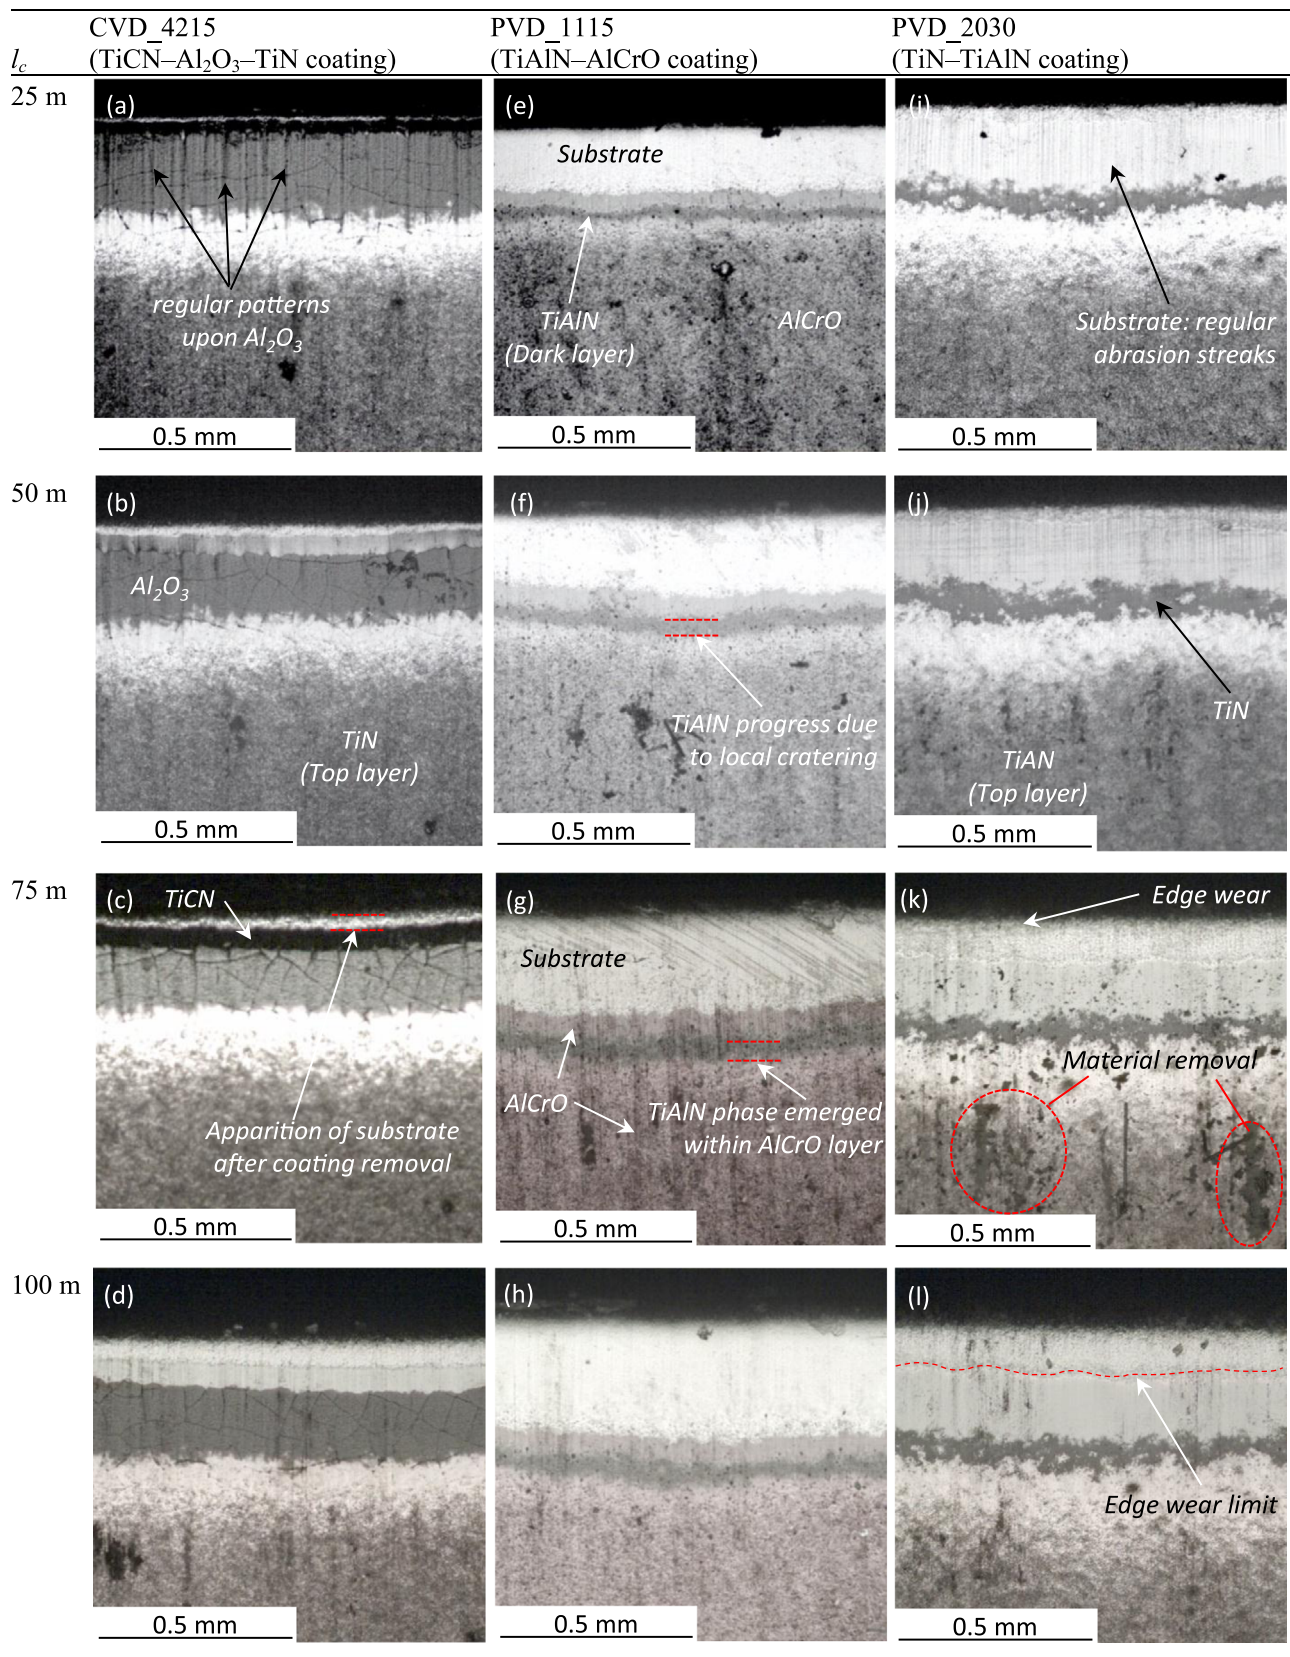 CVD_4215 PVD_1115 PVD_2030
l_c (TiCN–Al₂O₃–TiN coating) (TiAlN–AlCrO coating) (TiN–TiAlN coating)
25 m
(a)
regular patterns
upon Al₂O₃
0.5 mm
(e)
Substrate
TiAlN
(Dark layer)
AlCrO
0.5 mm
(i)
Substrate: regular
abrasion streaks
0.5 mm
50 m
(b)
Al₂O₃
TiN
(Top layer)
0.5 mm
(f)
TiAlN progress due
to local cratering
0.5 mm
(j)
TiN
TiAN
(Top layer)
0.5 mm
75 m
(c)
TiCN
Apparition of substrate
after coating removal
0.5 mm
(g)
Substrate
AlCrO
TiAlN phase emerged
within AlCrO layer
0.5 mm
(k)
Edge wear
Material removal
0.5 mm
100 m
(d)
0.5 mm
(h)
0.5 mm
(l)
Edge wear limit
0.5 mm